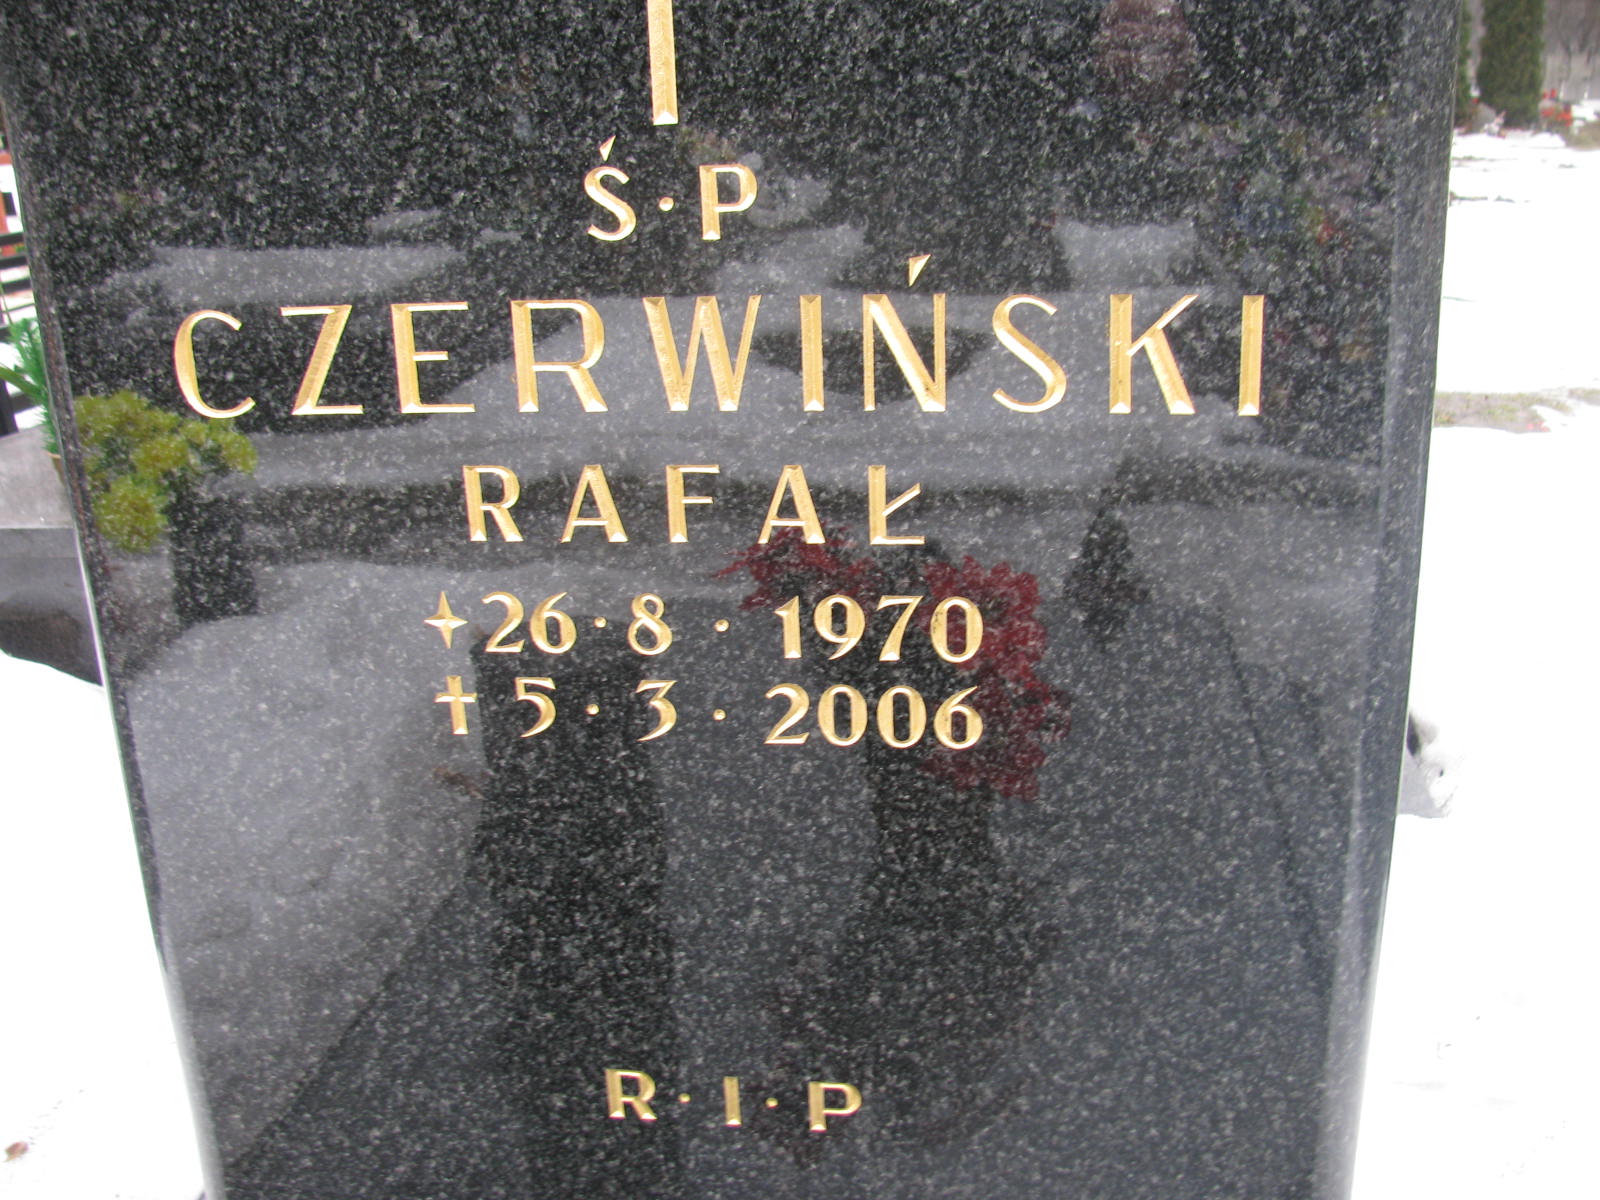 Ś·P
CZERWIŃSKI
RAFAŁ
✦26·8·1970
✝5·3·2006
R·I·P